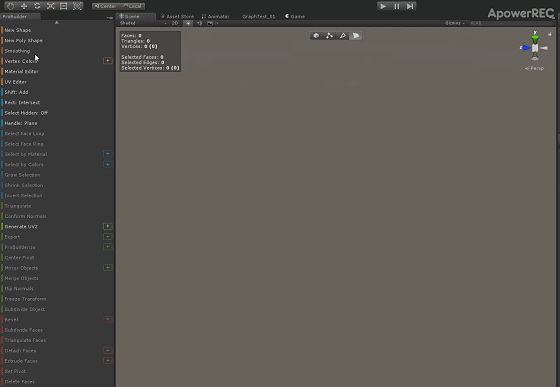 Center Local
ApowerREC
ProBuilder
Scene Asset Store Animator GraphTest_01 Game
Shaded 2D Gizmos
New Shape
New Poly Shape
Smoothing
Vertex Colors
Material Editor
UV Editor
Shift: Add
Rect: Intersect
Select Hidden: Off
Handle: Plane
Select Face Loop
Select Face Ring
Select by Material
Select by Colors
Grow Selection
Shrink Selection
Invert Selection
Triangulate
Conform Normals
Generate UV2
Export
ProBuilderize
Center Pivot
Mirror Objects
Merge Objects
Flip Normals
Freeze Transform
Subdivide Object
Bevel
Subdivide Faces
Triangulate Faces
Detach Faces
Extrude Faces
Set Pivot
Delete Faces
Faces: 0
Triangles: 0
Vertices: 0 (0)
Selected Faces: 0
Selected Edges: 0
Selected Vertices: 0 (0)
y
Persp